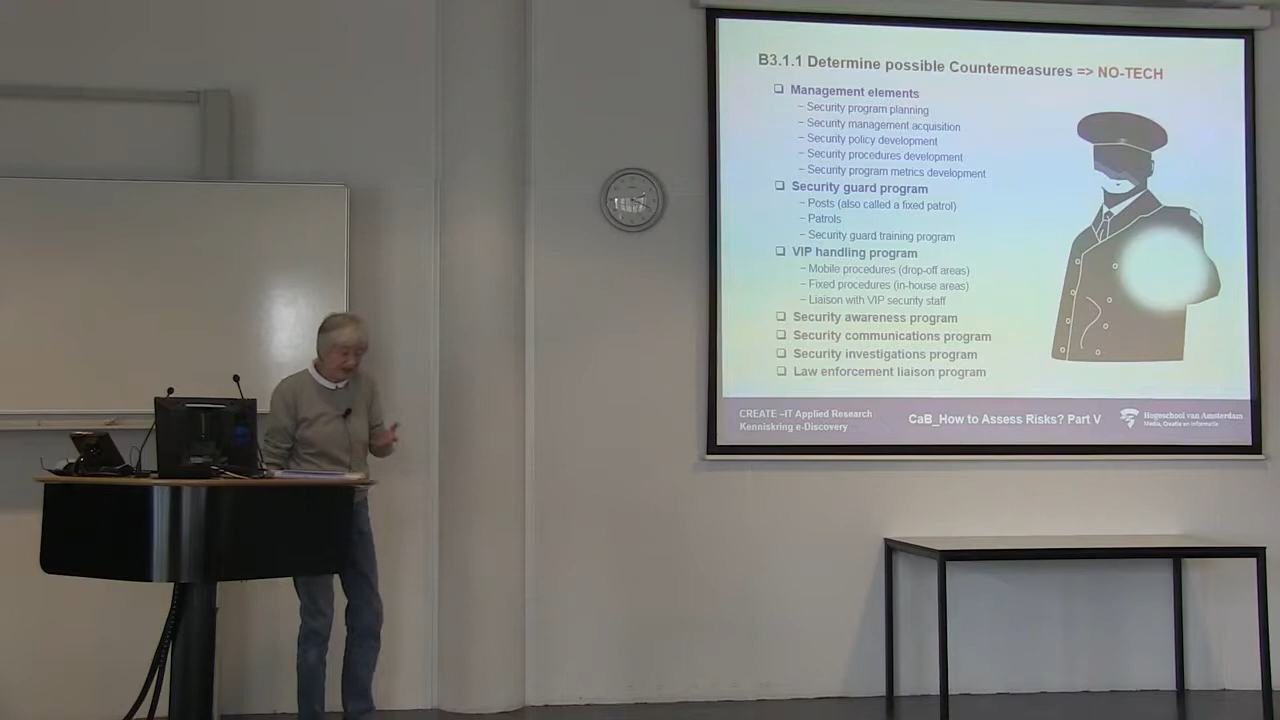 B3.1.1 Determine possible Countermeasures => NO-TECH
❑ Management elements
– Security program planning
– Security management acquisition
– Security policy development
– Security procedures development
– Security program metrics development
❑ Security guard program
– Posts (also called a fixed patrol)
– Patrols
– Security guard training program
❑ VIP handling program
– Mobile procedures (drop-off areas)
– Fixed procedures (in-house areas)
– Liaison with VIP security staff
❑ Security awareness program
❑ Security communications program
❑ Security investigations program
❑ Law enforcement liaison program
CREATE –IT Applied Research
Kenniskring e-Discovery
CaB_How to Assess Risks? Part V
Hogeschool van Amsterdam
Media, Creatie en Informatie